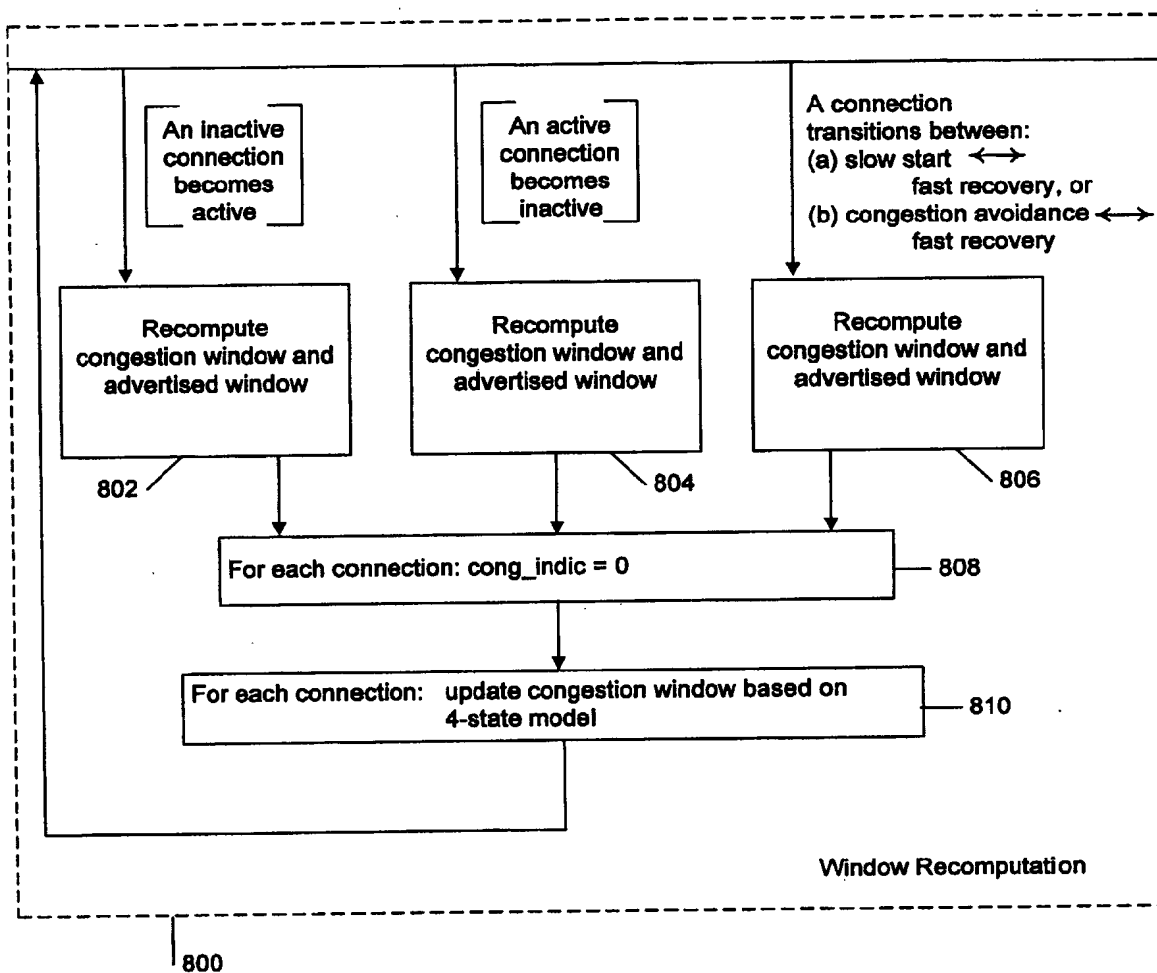 An inactive
connection
becomes
active
An active
connection
becomes
inactive
A connection
transitions between:
(a) slow start ↔
fast recovery, or
(b) congestion avoidance ↔
fast recovery
Recompute
congestion window and
advertised window
Recompute
congestion window and
advertised window
Recompute
congestion window and
advertised window
802
804
806
For each connection: cong_indic = 0
808
For each connection: update congestion window based on
4-state model
810
Window Recomputation
800